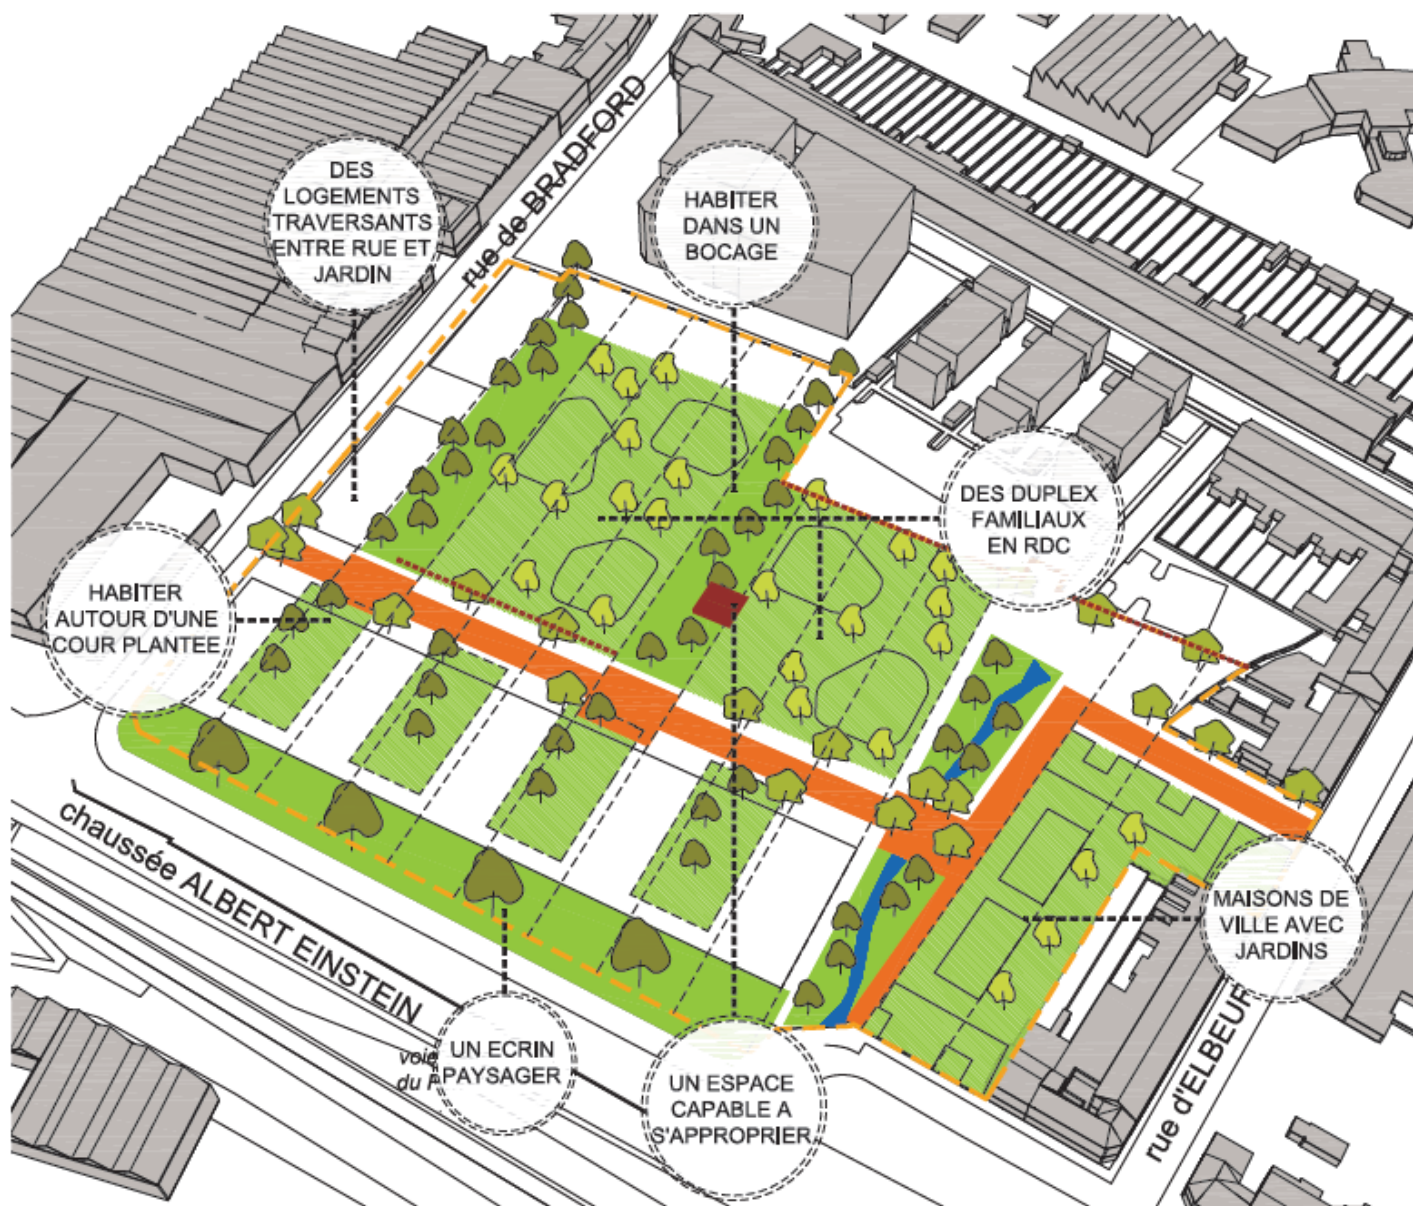 rue de BRADFORD
DES
LOGEMENTS
TRAVERSANTS
ENTRE RUE ET
JARDIN
HABITER
DANS UN
BOCAGE
DES DUPLEX
FAMILIAUX
EN RDC
HABITER
AUTOUR D'UNE
COUR PLANTEE
MAISONS DE
VILLE AVEC
JARDINS
chaussée ALBERT EINSTEIN
UN ECRIN
PAYSAGER
du
UN ESPACE
CAPABLE A
S'APPROPRIER
rue d'ELBEUF